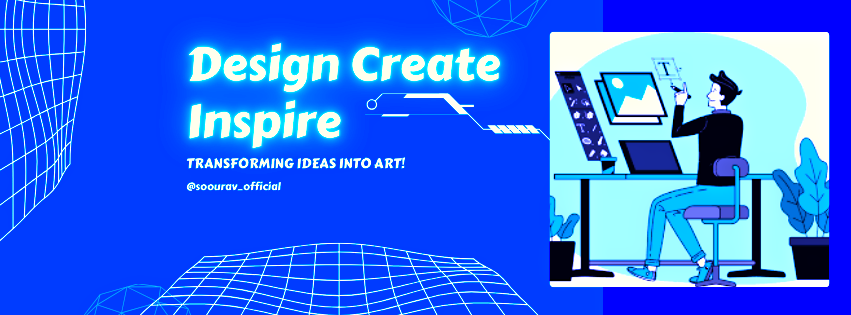 Design Create
Inspire
TRANSFORMING IDEAS INTO ART!
@soourav_official
T